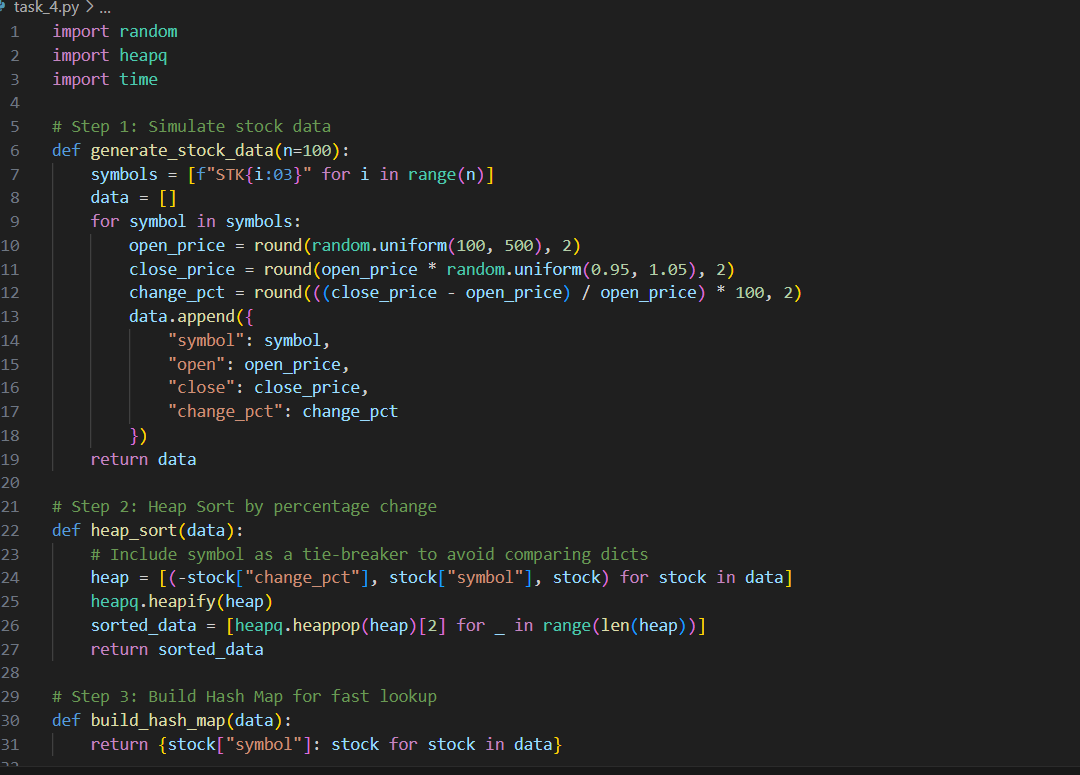 task_4.py > ...
1 import random
2 import heapq
3 import time
4
5 # Step 1: Simulate stock data
6 def generate_stock_data(n=100):
7     symbols = [f"STK{i:03}" for i in range(n)]
8     data = []
9     for symbol in symbols:
10         open_price = round(random.uniform(100, 500), 2)
11         close_price = round(open_price * random.uniform(0.95, 1.05), 2)
12         change_pct = round(((close_price - open_price) / open_price) * 100, 2)
13         data.append({
14             "symbol": symbol,
15             "open": open_price,
16             "close": close_price,
17             "change_pct": change_pct
18         })
19     return data
20
21 # Step 2: Heap Sort by percentage change
22 def heap_sort(data):
23     # Include symbol as a tie-breaker to avoid comparing dicts
24     heap = [(-stock["change_pct"], stock["symbol"], stock) for stock in data]
25     heapq.heapify(heap)
26     sorted_data = [heapq.heappop(heap)[2] for _ in range(len(heap))]
27     return sorted_data
28
29 # Step 3: Build Hash Map for fast lookup
30 def build_hash_map(data):
31     return {stock["symbol"]: stock for stock in data}